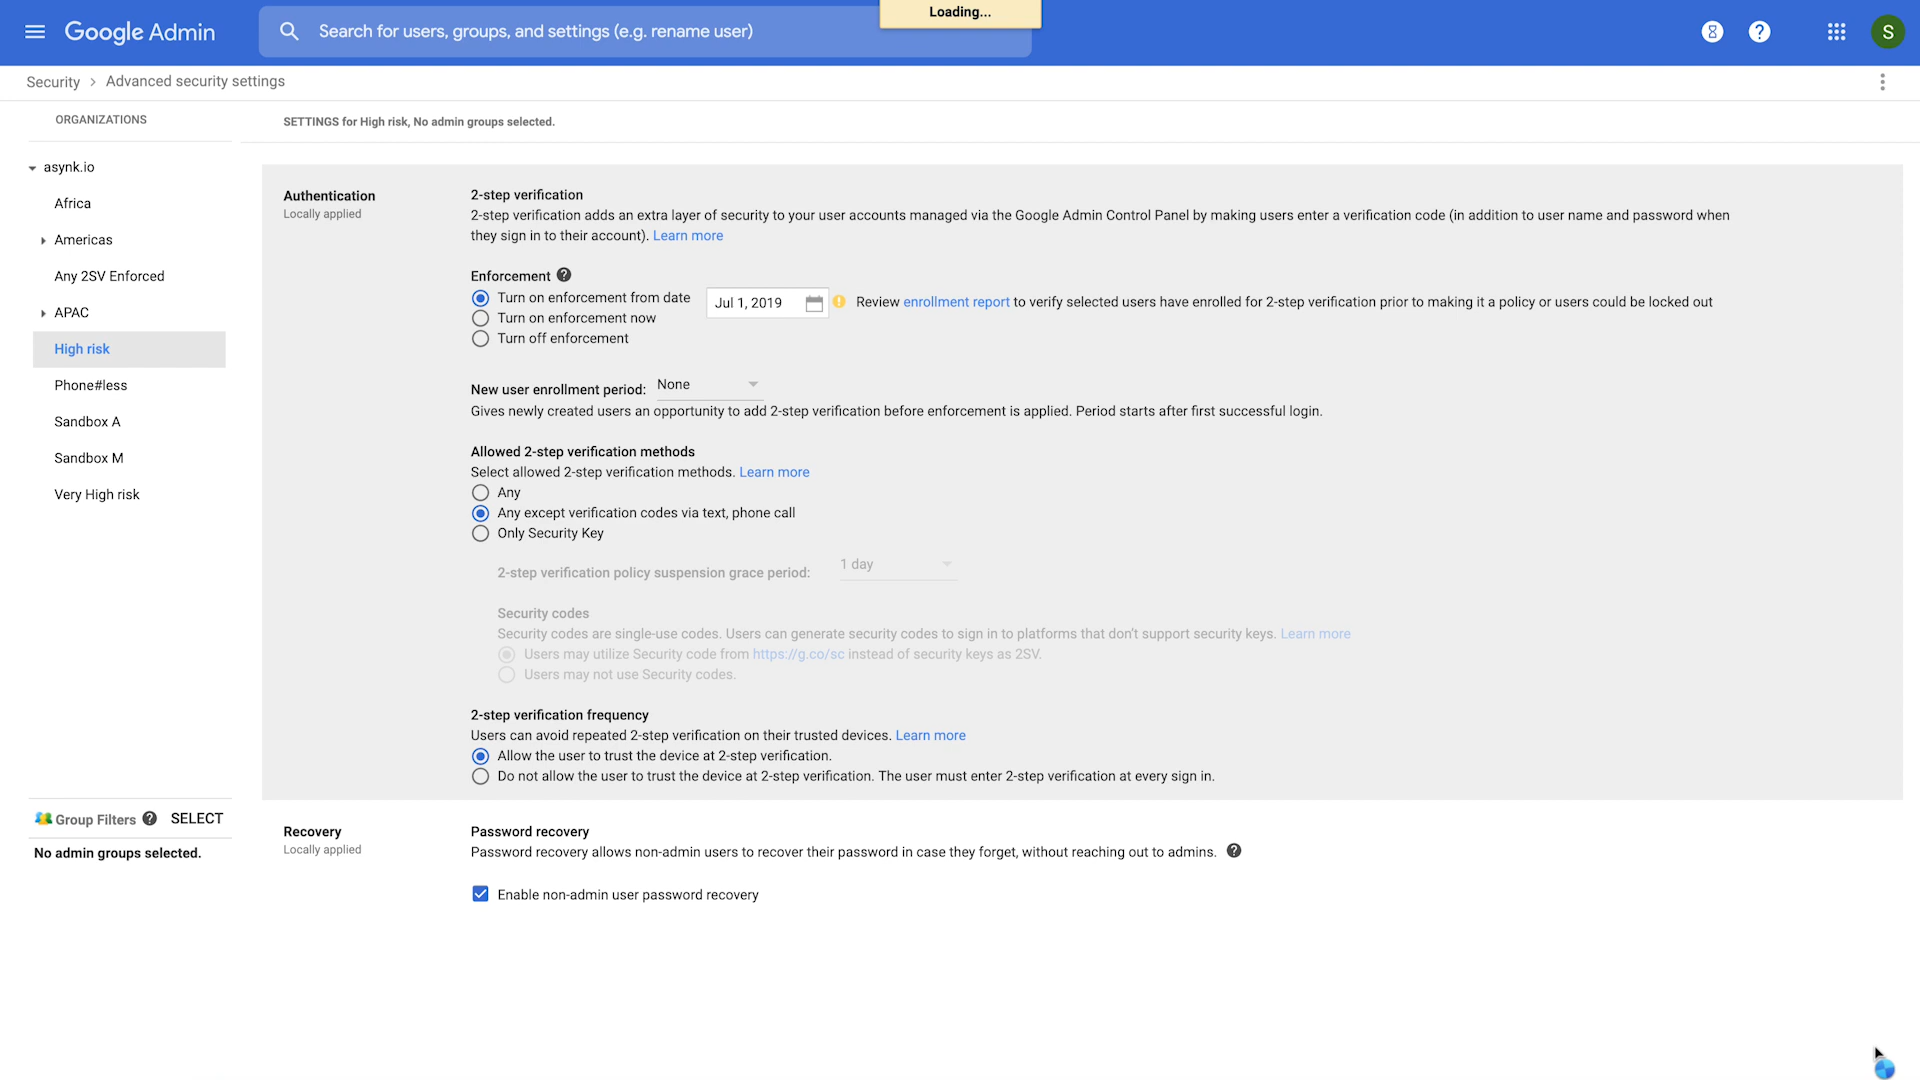 Loading...
Google Admin
Search for users, groups, and settings (e.g. rename user)
S
Security > Advanced security settings
ORGANIZATIONS
SETTINGS for High risk, No admin groups selected.
asynk.io
Africa
Americas
Any 2SV Enforced
APAC
High risk
Phone#less
Sandbox A
Sandbox M
Very High risk
Group Filters ? SELECT
No admin groups selected.
Authentication
Locally applied
2-step verification
2-step verification adds an extra layer of security to your user accounts managed via the Google Admin Control Panel by making users enter a verification code (in addition to user name and password when
they sign in to their account). Learn more
Enforcement ?
Turn on enforcement from date
Jul 1, 2019
Review enrollment report to verify selected users have enrolled for 2-step verification prior to making it a policy or users could be locked out
Turn on enforcement now
Turn off enforcement
New user enrollment period: None
Gives newly created users an opportunity to add 2-step verification before enforcement is applied. Period starts after first successful login.
Allowed 2-step verification methods
Select allowed 2-step verification methods. Learn more
Any
Any except verification codes via text, phone call
Only Security Key
2-step verification policy suspension grace period: 1 day
Security codes
Security codes are single-use codes. Users can generate security codes to sign in to platforms that don't support security keys. Learn more
Users may utilize Security code from https://g.co/sc instead of security keys as 2SV.
Users may not use Security codes.
2-step verification frequency
Users can avoid repeated 2-step verification on their trusted devices. Learn more
Allow the user to trust the device at 2-step verification.
Do not allow the user to trust the device at 2-step verification. The user must enter 2-step verification at every sign in.
Recovery
Locally applied
Password recovery
Password recovery allows non-admin users to recover their password in case they forget, without reaching out to admins. ?
Enable non-admin user password recovery